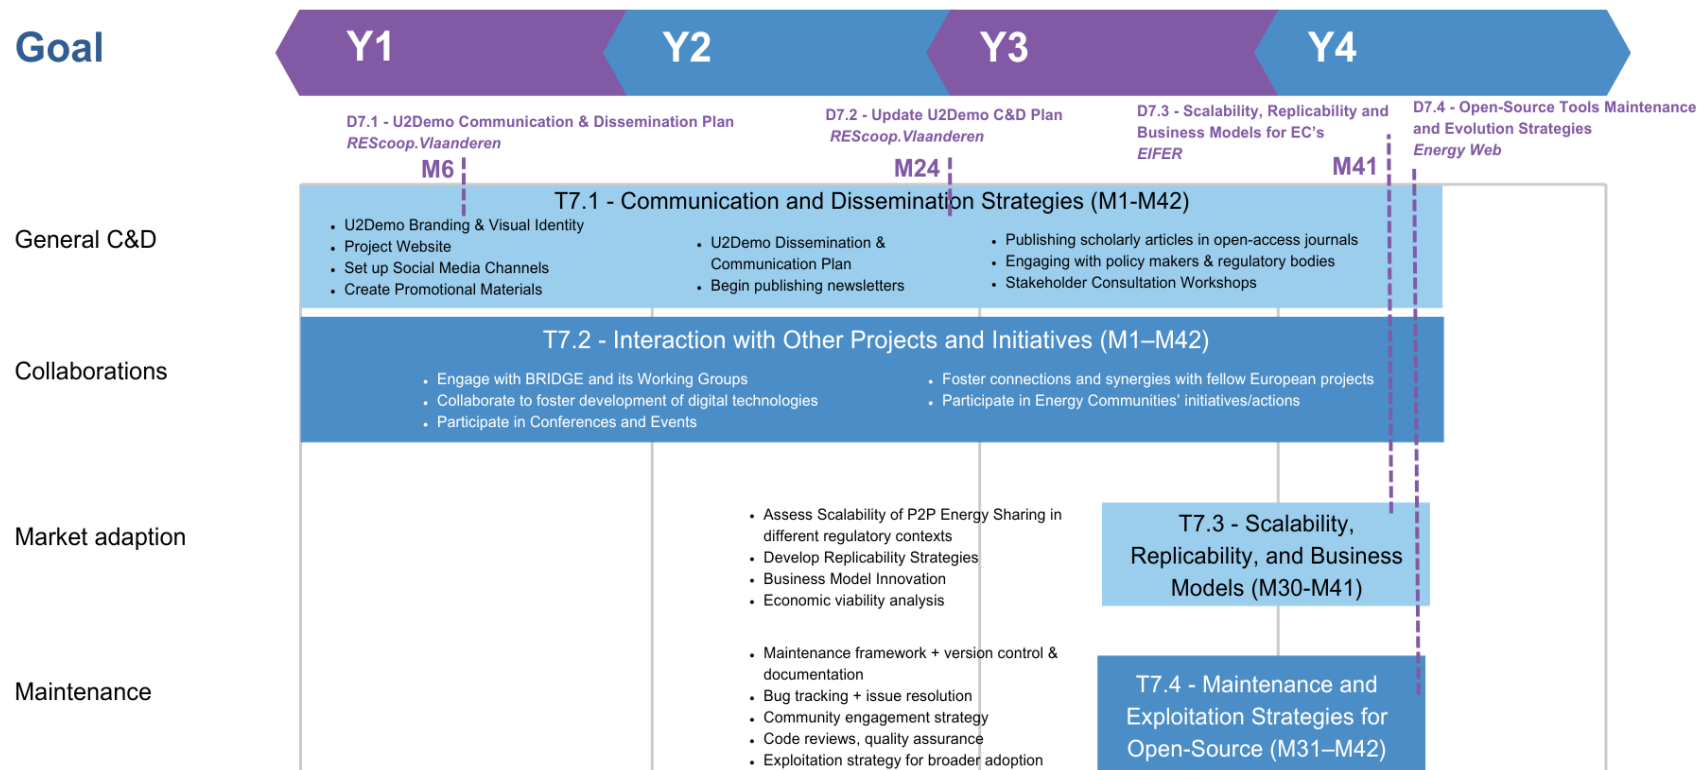 Goal
Y1
Y2
Y3
Y4
D7.1 - U2Demo Communication & Dissemination Plan
REScoop.Vlaanderen
M6
D7.2 - Update U2Demo C&D Plan
REScoop.Vlaanderen
M24
D7.3 - Scalability, Replicability and
Business Models for EC's
EIFER
M41
D7.4 - Open-Source Tools Maintenance
and Evolution Strategies
Energy Web
General C&D
T7.1 - Communication and Dissemination Strategies (M1-M42)
• U2Demo Branding & Visual Identity
• Project Website
• Set up Social Media Channels
• Create Promotional Materials
• U2Demo Dissemination &
Communication Plan
• Begin publishing newsletters
• Publishing scholarly articles in open-access journals
• Engaging with policy makers & regulatory bodies
• Stakeholder Consultation Workshops
Collaborations
T7.2 - Interaction with Other Projects and Initiatives (M1–M42)
• Engage with BRIDGE and its Working Groups
• Collaborate to foster development of digital technologies
• Participate in Conferences and Events
• Foster connections and synergies with fellow European projects
• Participate in Energy Communities' initiatives/actions
Market adaption
• Assess Scalability of P2P Energy Sharing in
different regulatory contexts
• Develop Replicability Strategies
• Business Model Innovation
• Economic viability analysis
T7.3 - Scalability,
Replicability, and Business
Models (M30-M41)
Maintenance
• Maintenance framework + version control &
documentation
• Bug tracking + issue resolution
• Community engagement strategy
• Code reviews, quality assurance
• Exploitation strategy for broader adoption
T7.4 - Maintenance and
Exploitation Strategies for
Open-Source (M31–M42)